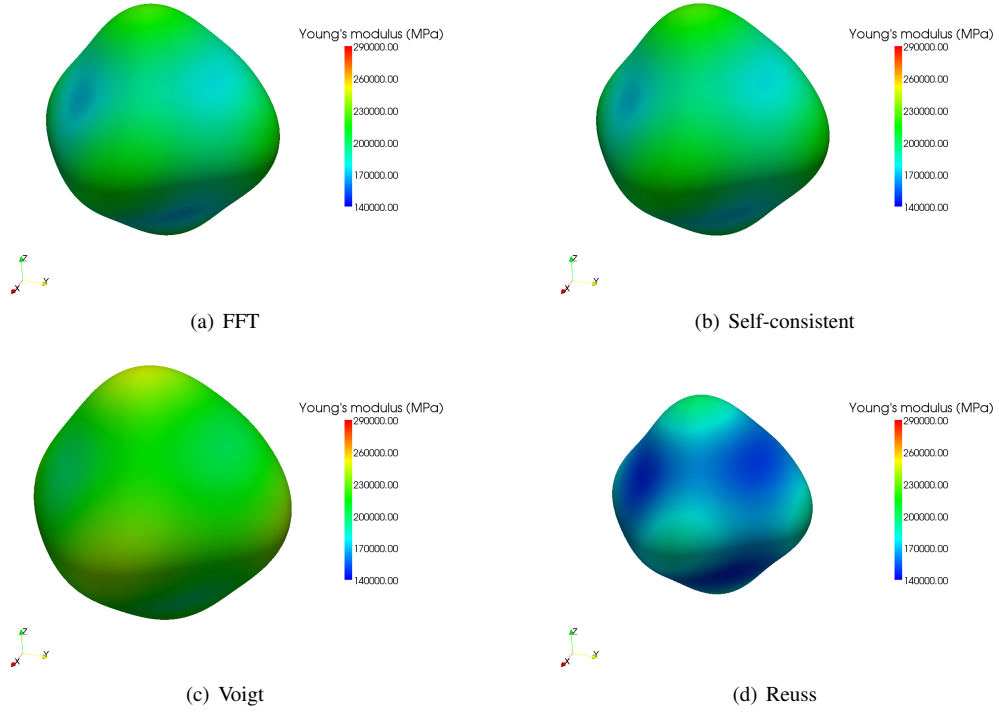 Young's modulus (MPa)
290000.00
260000.00
230000.00
200000.00
170000.00
140000.00
Z
Y
X
(a) FFT
Young's modulus (MPa)
290000.00
260000.00
230000.00
200000.00
170000.00
140000.00
Z
Y
X
(b) Self-consistent
Young's modulus (MPa)
290000.00
260000.00
230000.00
200000.00
170000.00
140000.00
Z
Y
X
(c) Voigt
Young's modulus (MPa)
290000.00
260000.00
230000.00
200000.00
170000.00
140000.00
Z
Y
X
(d) Reuss